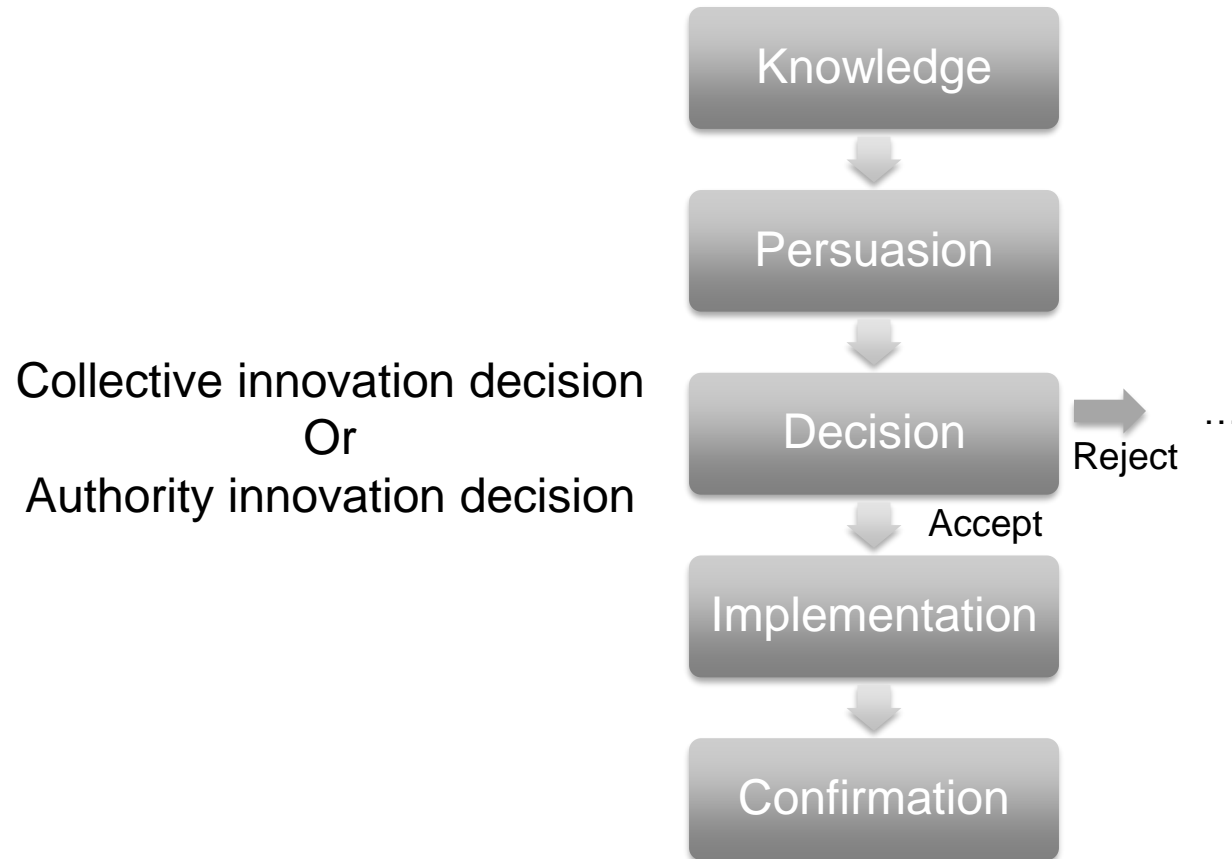 Knowledge
Persuasion
Collective innovation decision
Or
Authority innovation decision
Decision
Reject
…
Accept
Implementation
Confirmation